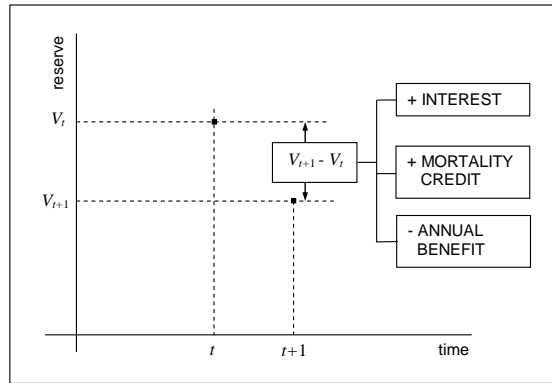 reserve
V_t
V_{t+1}
V_{t+1} - V_t
+ INTEREST
+ MORTALITY
CREDIT
- ANNUAL
BENEFIT
t
t+1
time